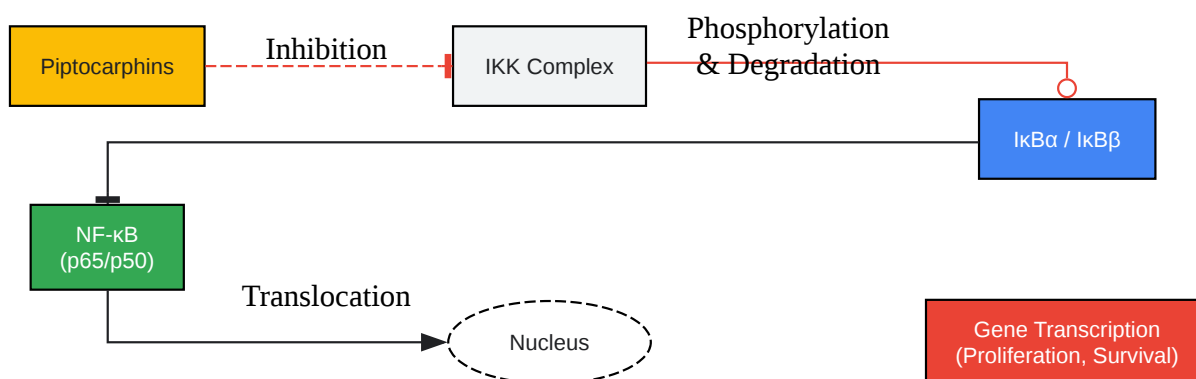 Piptocarphins
Inhibition
IKK Complex
Phosphorylation
& Degradation
IκBα / IκBβ
NF-κB
(p65/p50)
Translocation
Nucleus
Gene Transcription
(Proliferation, Survival)